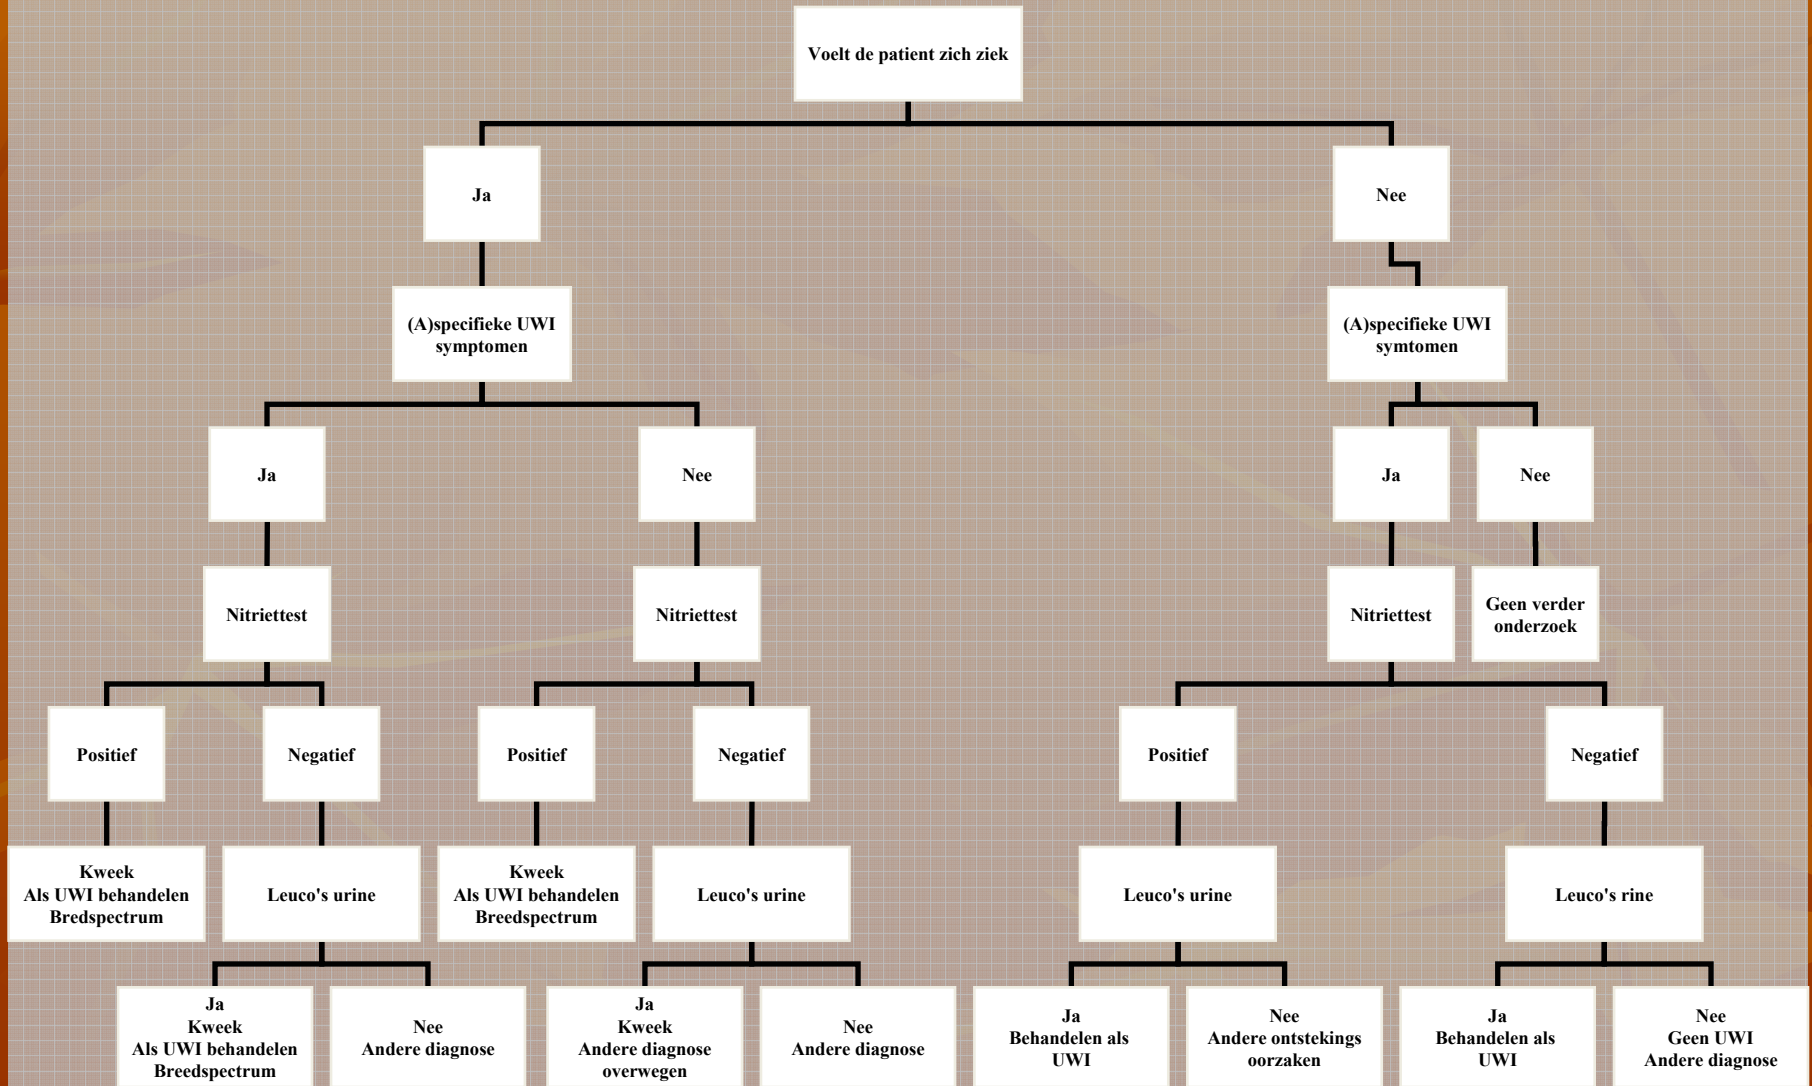 Voelt de patient zich ziek
Ja
Nee
(A)specifieke UWI
symptomen
(A)specifieke UWI
symtomen
Ja
Nee
Ja
Nee
Nitriettest
Nitriettest
Nitriettest
Geen verder
onderzoek
Positief
Negatief
Positief
Negatief
Positief
Negatief
Kweek
Als UWI behandelen
Bredspectrum
Leuco's urine
Kweek
Als UWI behandelen
Breedspectrum
Leuco's urine
Leuco's urine
Leuco's rine
Ja
Kweek
Als UWI behandelen
Breedspectrum
Nee
Andere diagnose
Ja
Kweek
Andere diagnose
overwegen
Nee
Andere diagnose
Ja
Behandelen als
UWI
Nee
Andere ontstekings
oorzaken
Ja
Behandelen als
UWI
Nee
Geen UWI
Andere diagnose